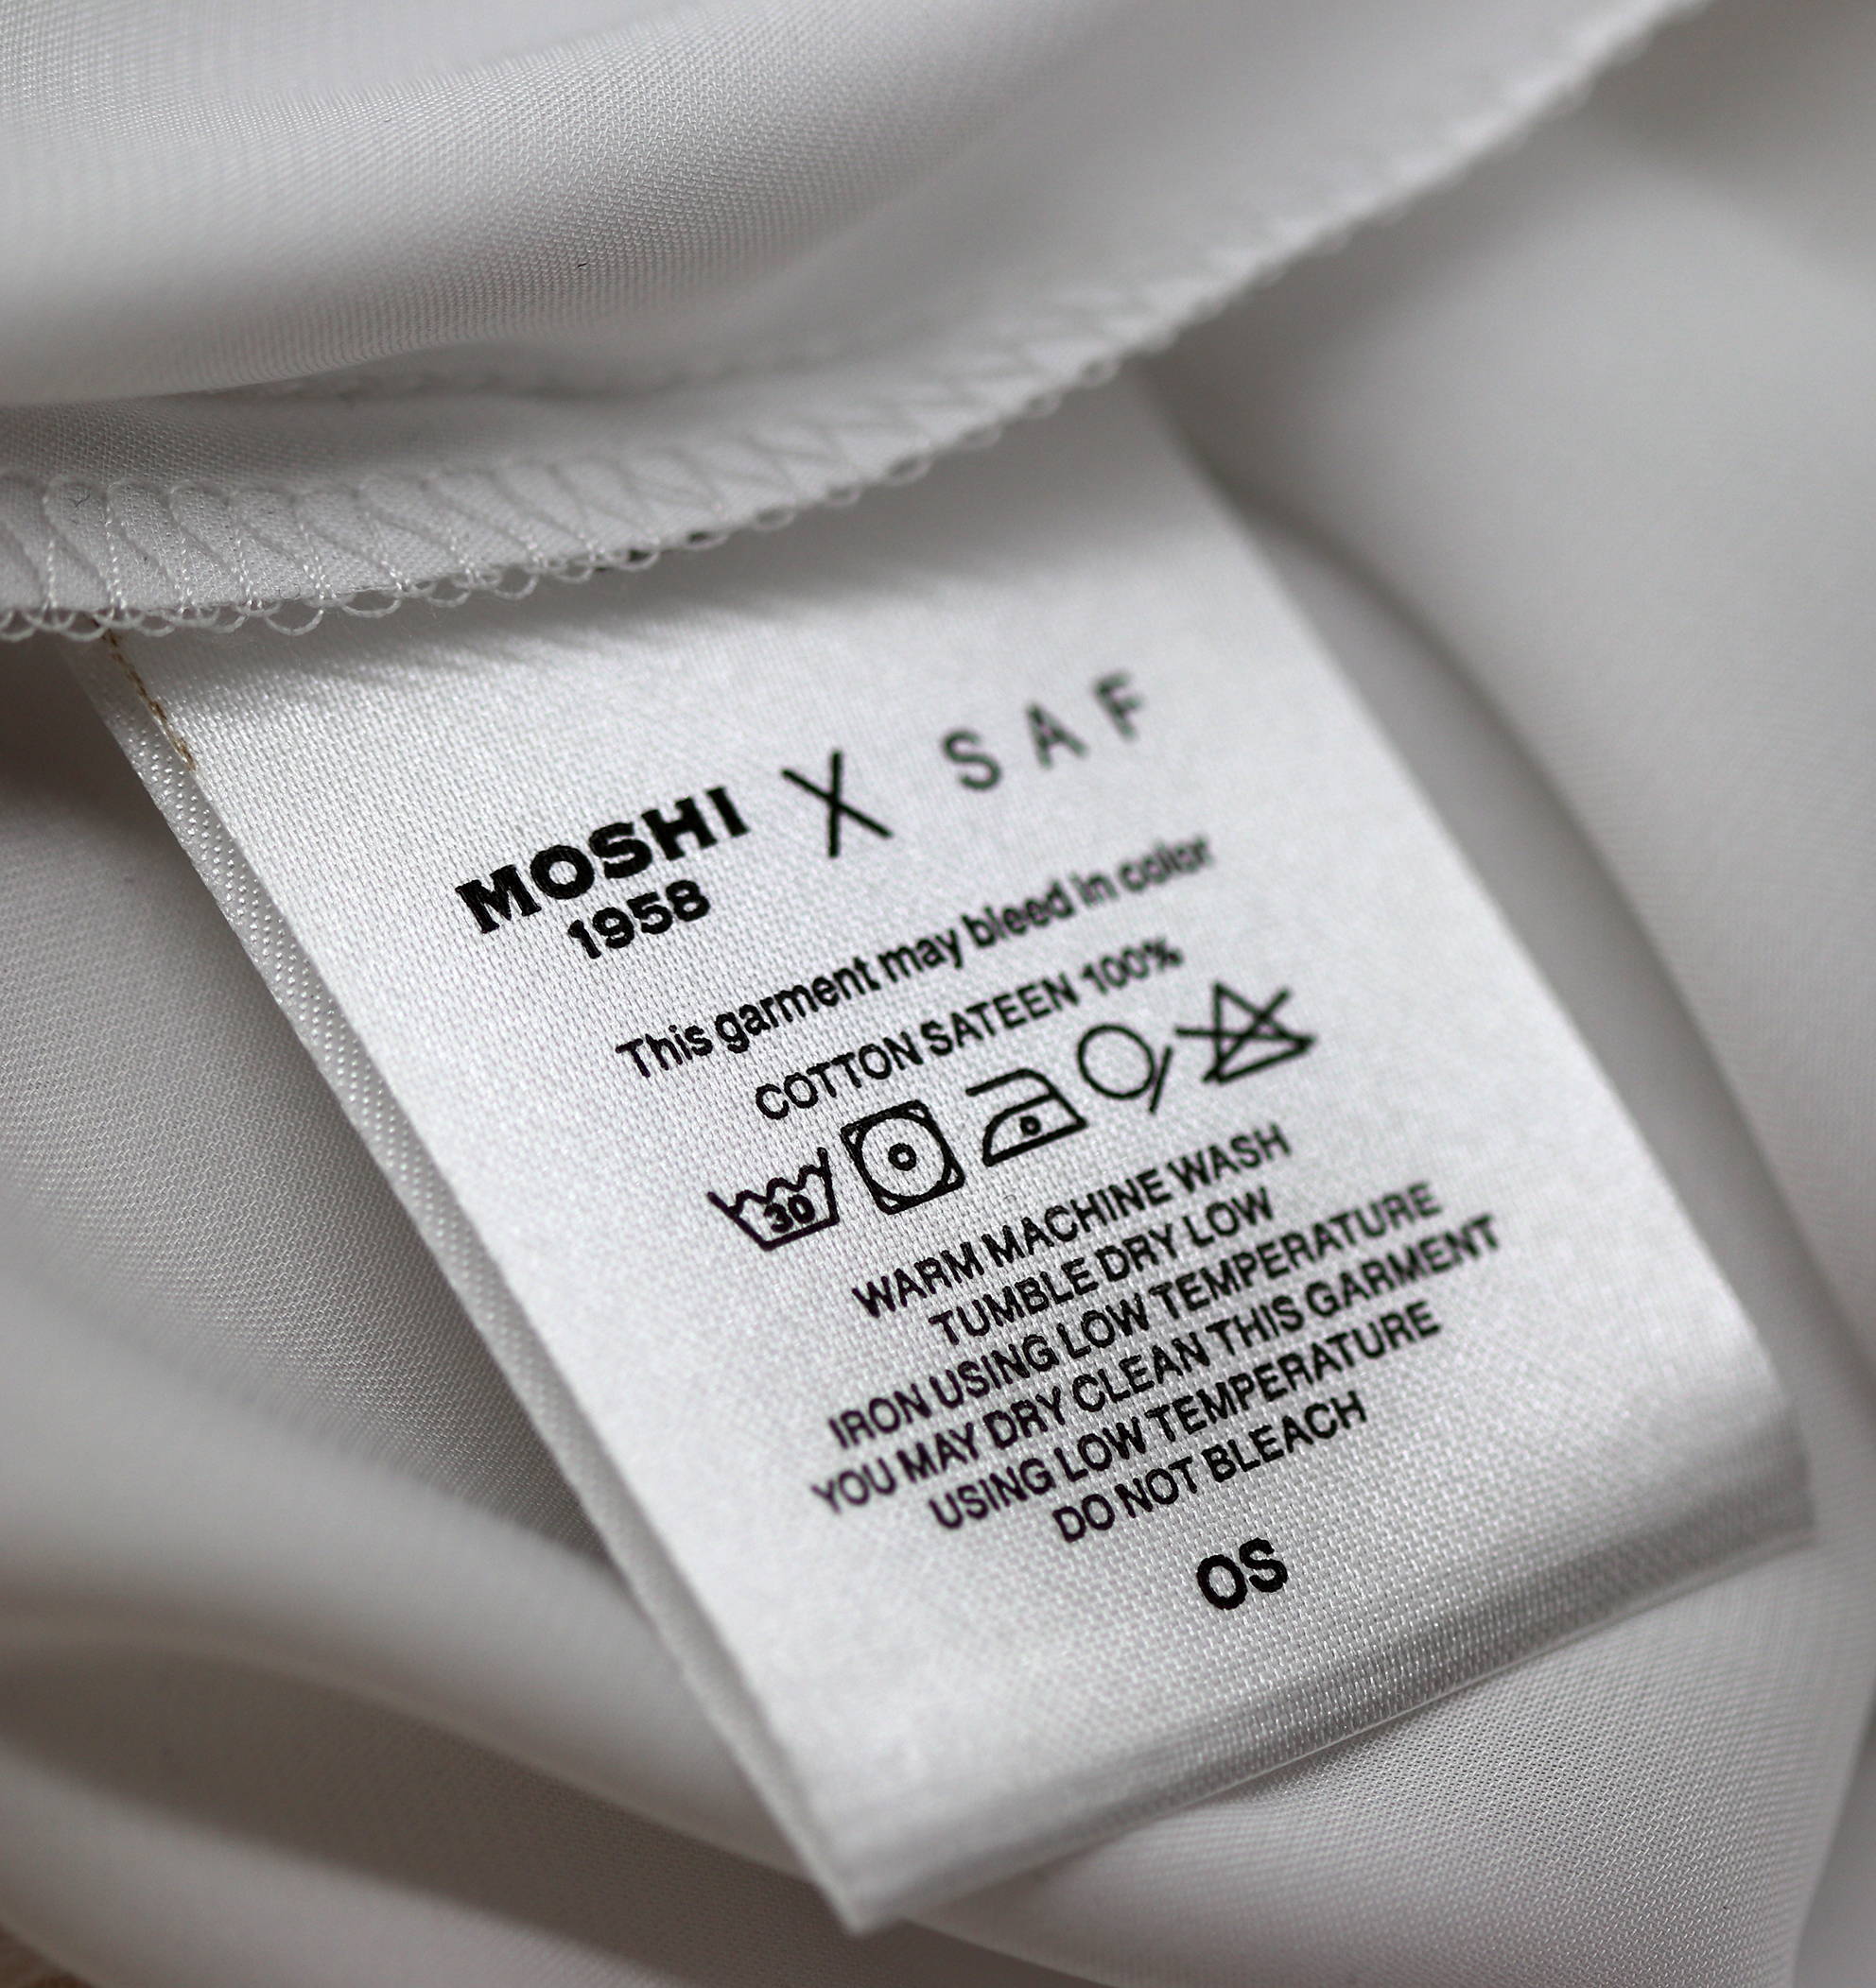 MOSHI X SAF
1958
This garment may bleed in color
COTTON SATEEN 100%
30
WARM MACHINE WASH
TUMBLE DRY LOW
IRON USING LOW TEMPERATURE
YOU MAY DRY CLEAN THIS GARMENT
USING LOW TEMPERATURE
DO NOT BLEACH
OS